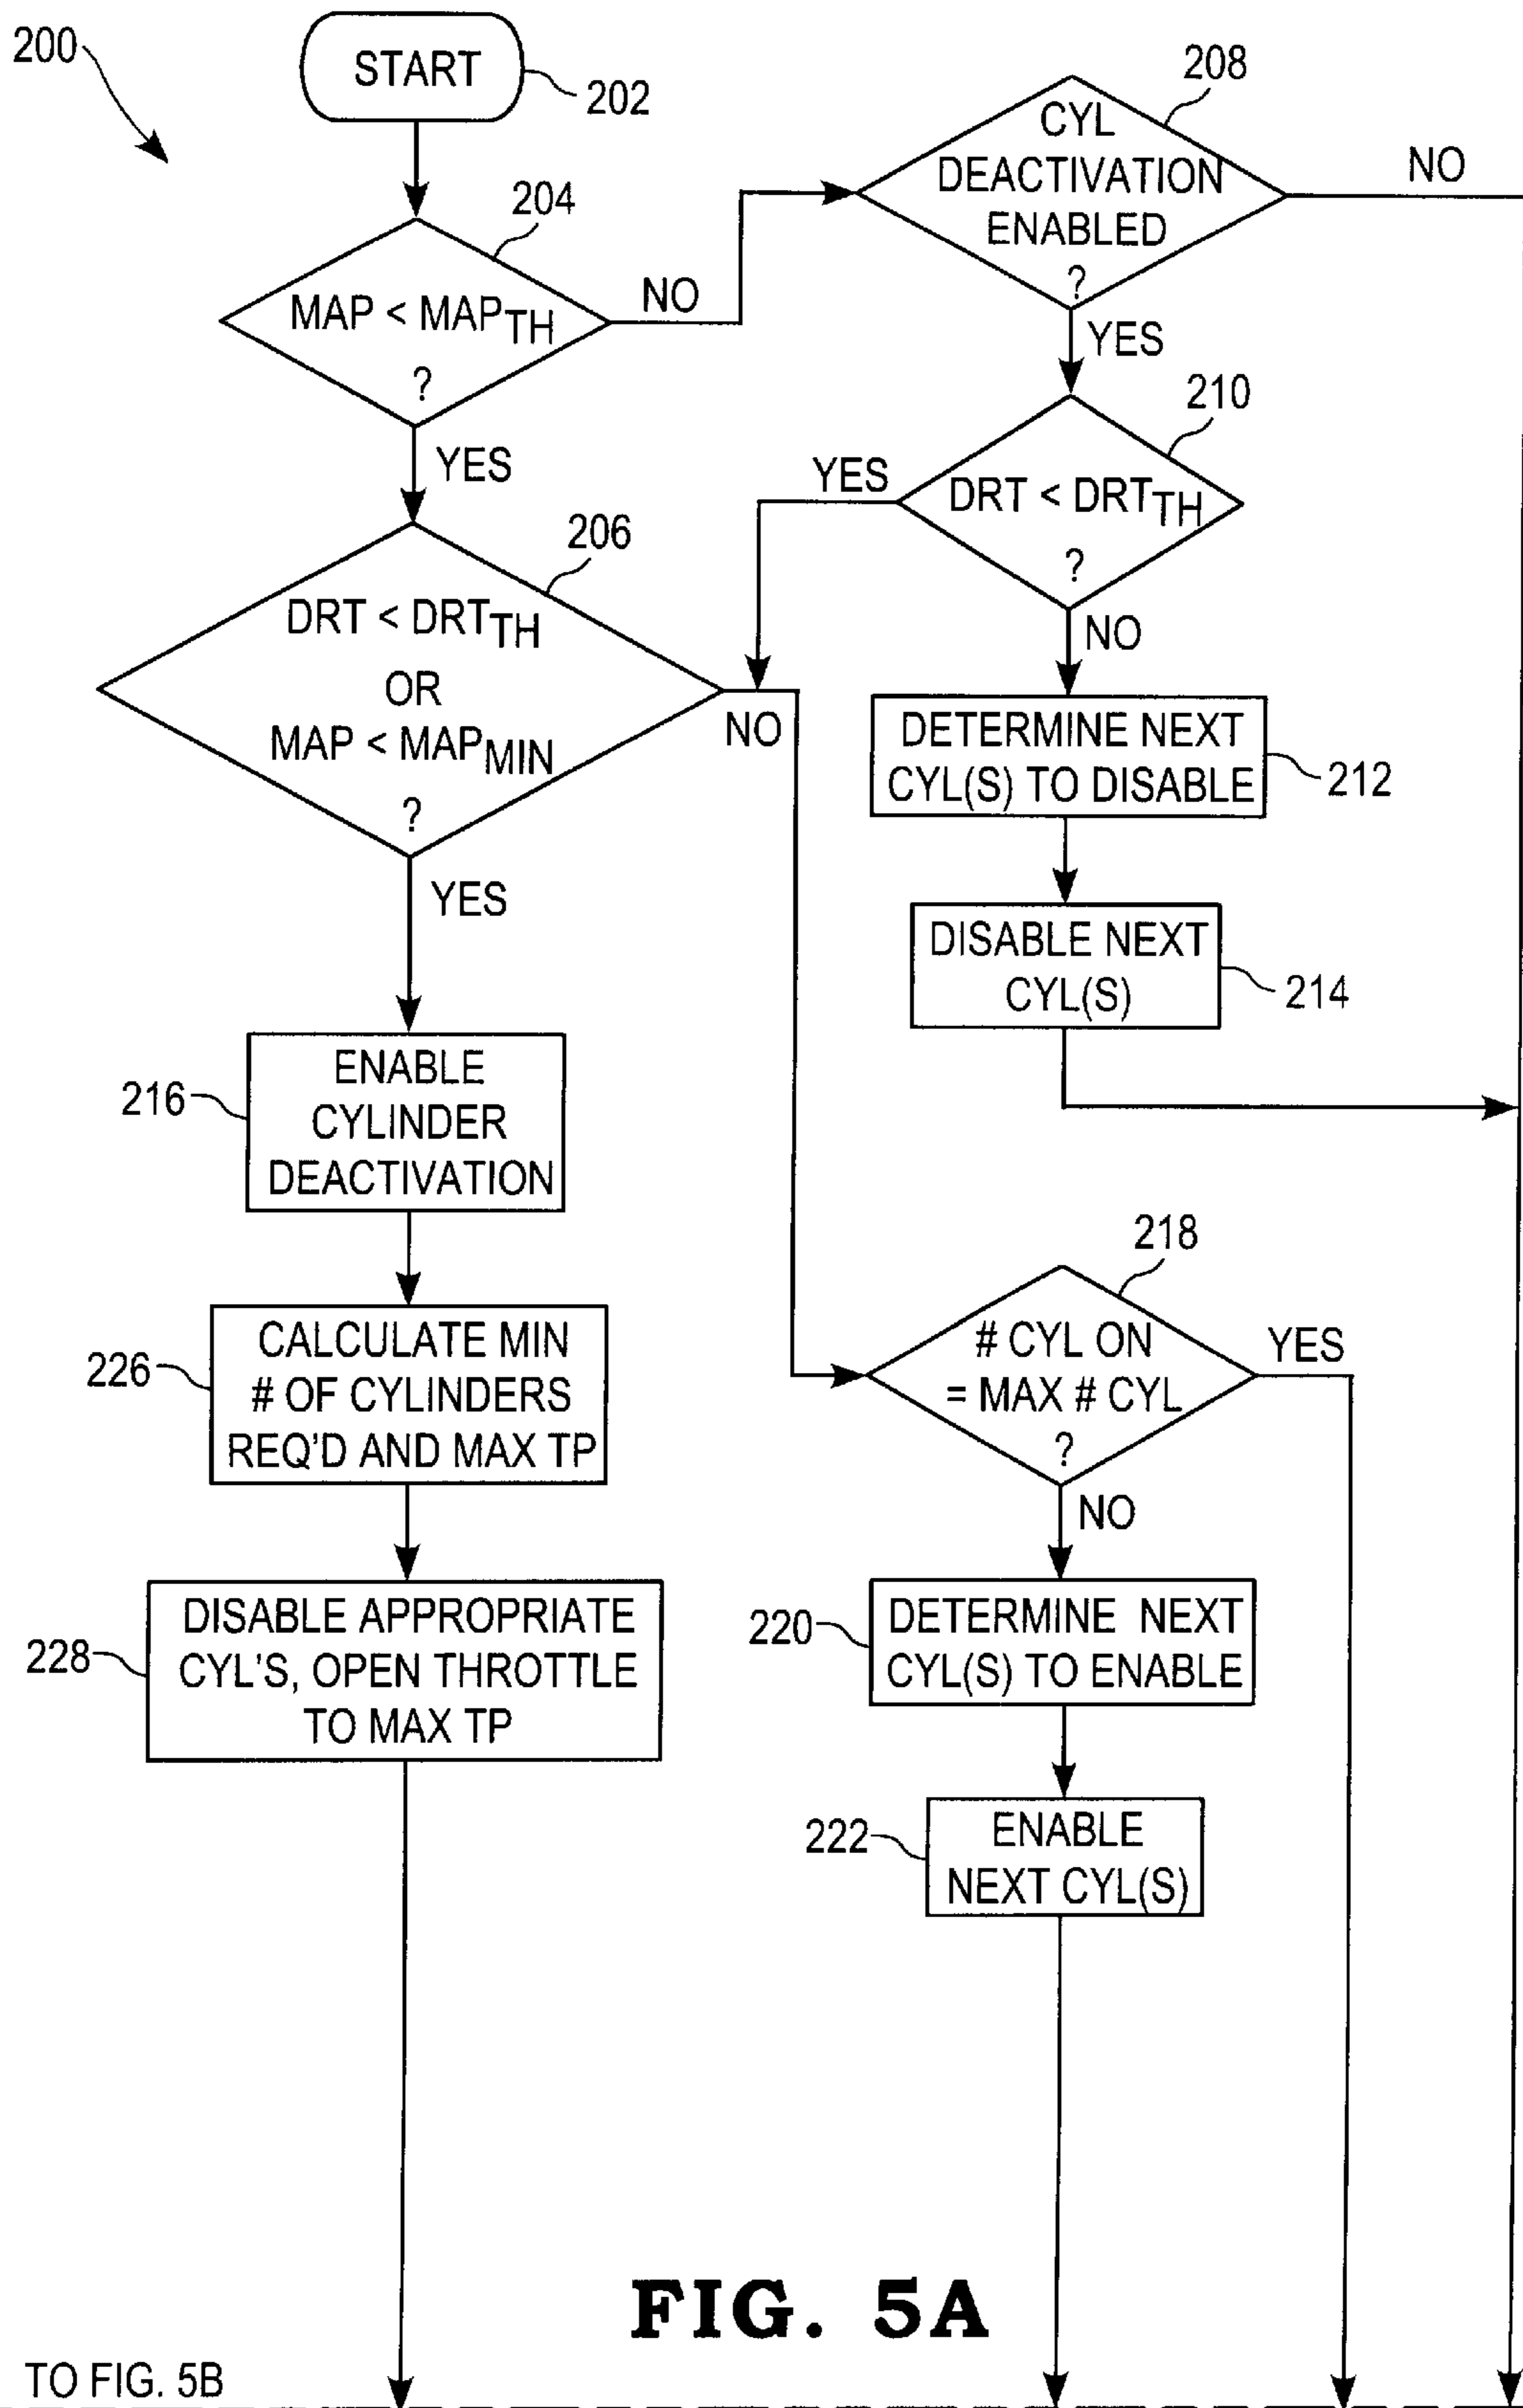 200
START
202
204
MAP < MAPTH
?
NO
YES
208
CYL
DEACTIVATION
ENABLED
?
NO
YES
210
DRT < DRTTH
?
YES
NO
206
DRT < DRTTH
OR
MAP < MAPMIN
?
NO
YES
DETERMINE NEXT
CYL(S) TO DISABLE
212
DISABLE NEXT
CYL(S)
214
216
ENABLE
CYLINDER
DEACTIVATION
218
# CYL ON
= MAX # CYL
?
YES
NO
226
CALCULATE MIN
# OF CYLINDERS
REQ'D AND MAX TP
228
DISABLE APPROPRIATE
CYL'S, OPEN THROTTLE
TO MAX TP
220
DETERMINE NEXT
CYL(S) TO ENABLE
222
ENABLE
NEXT CYL(S)
FIG. 5A
TO FIG. 5B